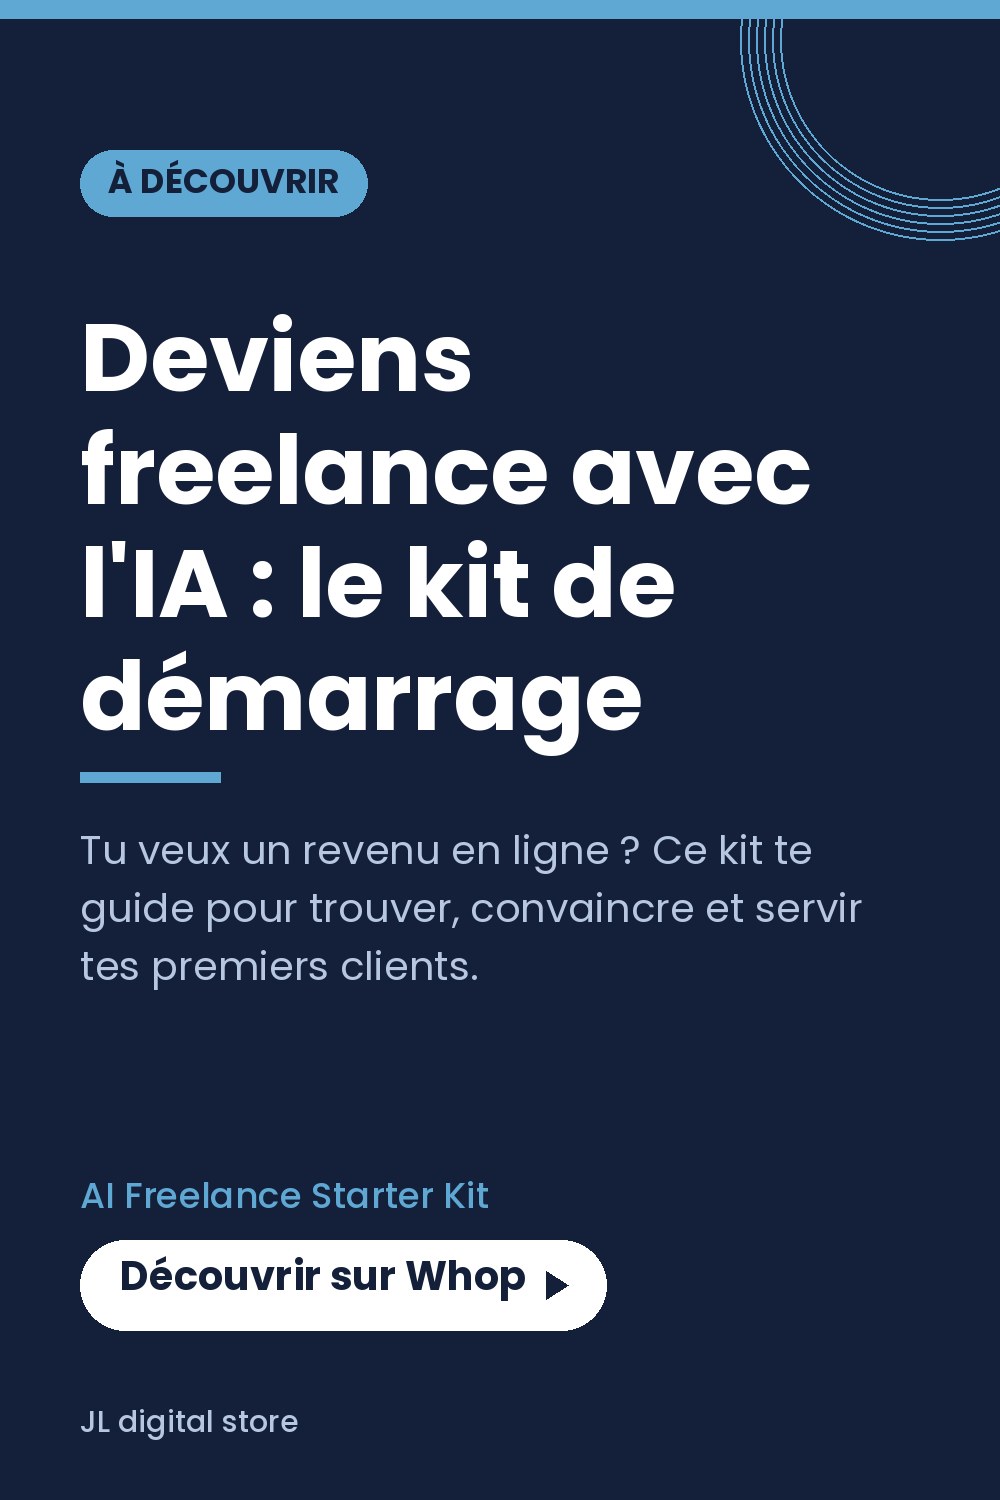 À DÉCOUVRIR
Deviens
freelance avec
l'IA : le kit de
démarrage
Tu veux un revenu en ligne ? Ce kit te
guide pour trouver, convaincre et servir
tes premiers clients.
AI Freelance Starter Kit
Découvrir sur Whop
JL digital store